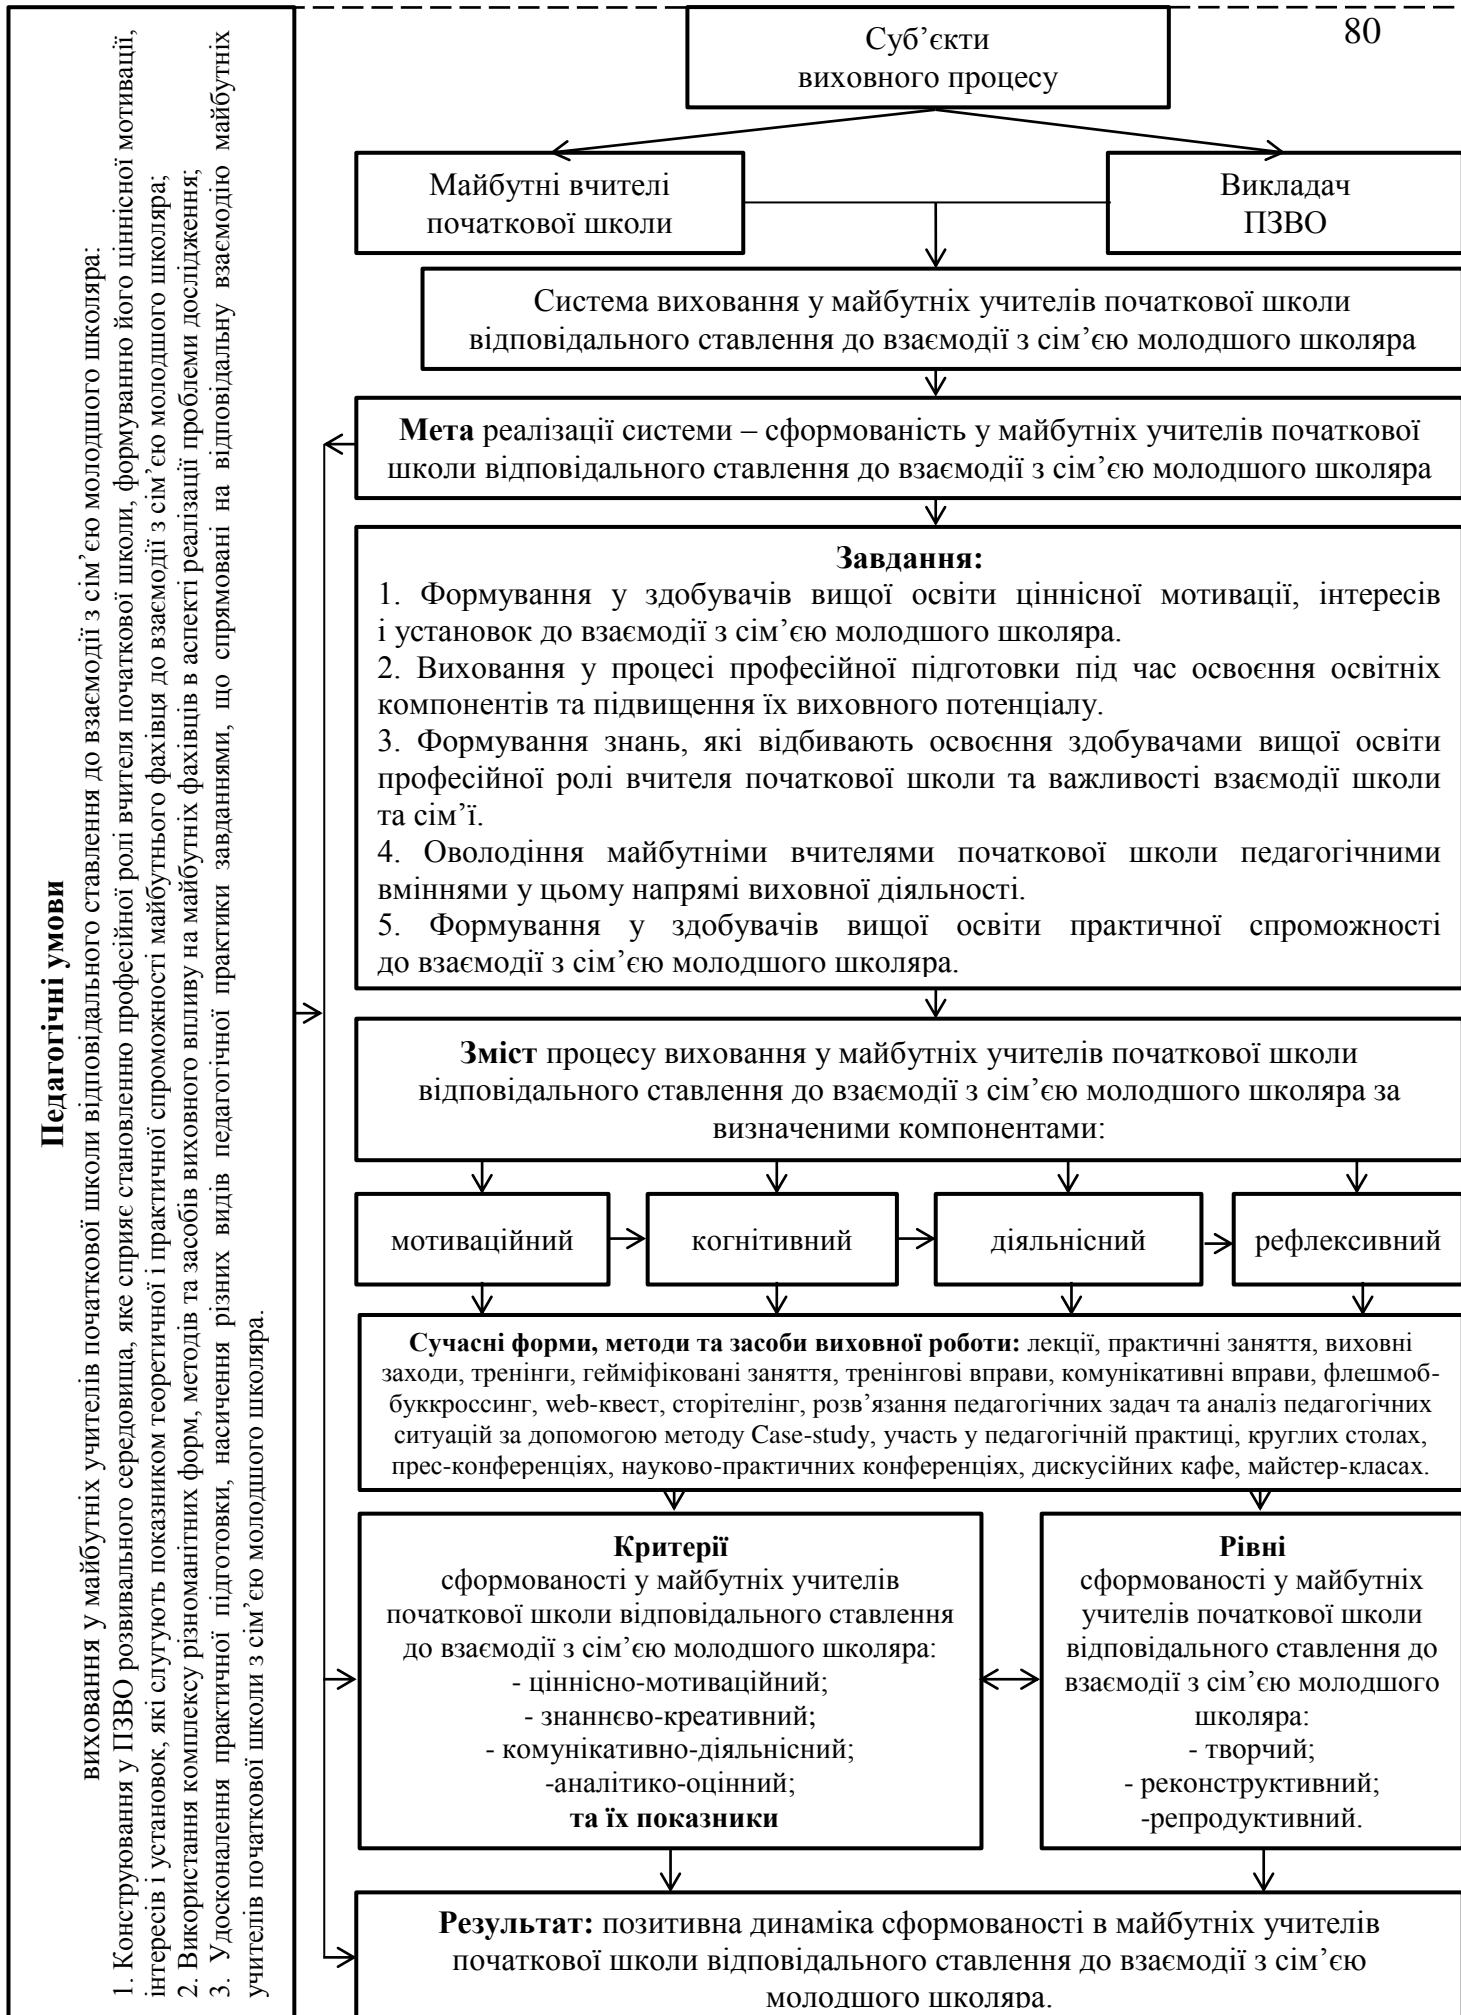 80
Суб’єкти
виховного процесу
Майбутні вчителі
початкової школи
Викладач
ПЗВО
Система виховання у майбутніх учителів початкової школи
відповідального ставлення до взаємодії з сім’єю молодшого школяра
Мета реалізації системи – сформованість у майбутніх учителів початкової
школи відповідального ставлення до взаємодії з сім’єю молодшого школяра
Завдання:
1. Формування у здобувачів вищої освіти ціннісної мотивації, інтересів
і установок до взаємодії з сім’єю молодшого школяра.
2. Виховання у процесі професійної підготовки під час освоєння освітніх
компонентів та підвищення їх виховного потенціалу.
3. Формування знань, які відбивають освоєння здобувачами вищої освіти
професійної ролі вчителя початкової школи та важливості взаємодії школи
та сім’ї.
4. Оволодіння майбутніми вчителями початкової школи педагогічними
вміннями у цьому напрямі виховної діяльності.
5. Формування у здобувачів вищої освіти практичної спроможності
до взаємодії з сім’єю молодшого школяра.
Зміст процесу виховання у майбутніх учителів початкової школи
відповідального ставлення до взаємодії з сім’єю молодшого школяра за
визначеними компонентами:
мотиваційний
когнітивний
діяльнісний
рефлексивний
Сучасні форми, методи та засоби виховної роботи: лекції, практичні заняття, виховні
заходи, тренінги, гейміфіковані заняття, тренінгові вправи, комунікативні вправи, флешмоб-
буккроссинг, web-квест, сторітелінг, розв’язання педагогічних задач та аналіз педагогічних
ситуацій за допомогою методу Case-study, участь у педагогічній практиці, круглих столах,
прес-конференціях, науково-практичних конференціях, дискусійних кафе, майстер-класах.
Критерії
сформованості у майбутніх учителів
початкової школи відповідального ставлення
до взаємодії з сім’єю молодшого школяра:
- ціннісно-мотиваційний;
- знаннєво-креативний;
- комунікативно-діяльнісний;
-аналітико-оцінний;
та їх показники
Рівні
сформованості у майбутніх
учителів початкової школи
відповідального ставлення до
взаємодії з сім’єю молодшого
школяра:
- творчий;
- реконструктивний;
-репродуктивний.
Результат: позитивна динаміка сформованості в майбутніх учителів
початкової школи відповідального ставлення до взаємодії з сім’єю
молодшого школяра.
Педагогічні умови
виховання у майбутніх учителів початкової школи відповідального ставлення до взаємодії з сім’єю молодшого школяра:
1. Конструювання у ПЗВО розвивального середовища, яке сприяє становленню професійної ролі вчителя початкової школи, формуванню його ціннісної мотивації,
інтересів і установок, які слугують показником теоретичної і практичної спроможності майбутнього фахівця до взаємодії з сім’єю молодшого школяра;
2. Використання комплексу різноманітних форм, методів та засобів виховного впливу на майбутніх фахівців в аспекті реалізації проблеми дослідження;
3. Удосконалення практичної підготовки, насичення різних видів педагогічної практики завданнями, що спрямовані на відповідальну взаємодію майбутніх
учителів початкової школи з сім’єю молодшого школяра.